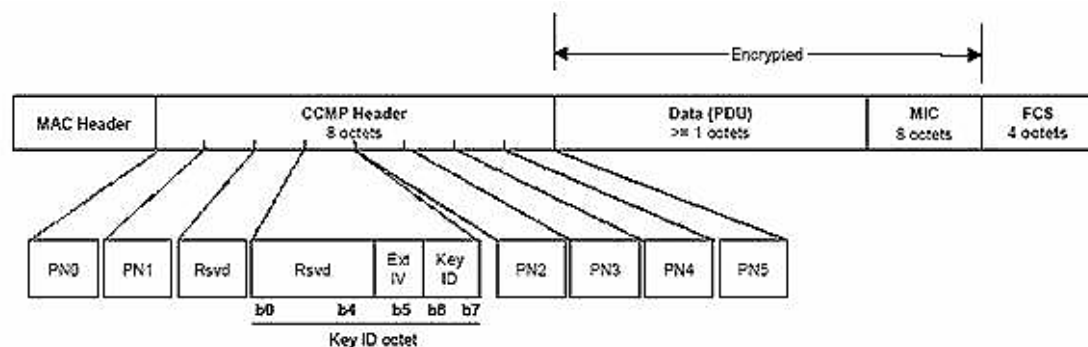 Encrypted
MAC Header
CCMP Header
8 octets
Data (PDU)
>= 1 octets
MIC
8 octets
FCS
4 octets
PN0
PN1
Rsvd
Rsvd
Ext
IV
Key
ID
PN2
PN3
PN4
PN5
b0 b4 b5 b6 b7
Key ID octet